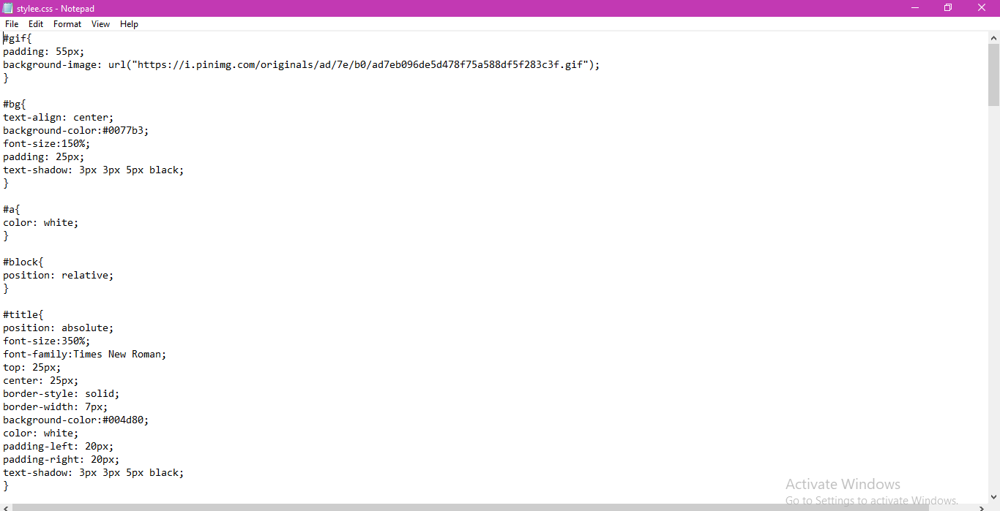 stylee.css - Notepad
File Edit Format View Help
#gif{
padding: 55px;
background-image: url("https://i.pinimg.com/originals/ad/7e/b0/ad7eb096de5d478f75a588df5f283c3f.gif");
}
#bg{
text-align: center;
background-color:#0077b3;
font-size:150%;
padding: 25px;
text-shadow: 3px 3px 5px black;
}
#a{
color: white;
}
#block{
position: relative;
}
#title{
position: absolute;
font-size:350%;
font-family:Times New Roman;
top: 25px;
center: 25px;
border-style: solid;
border-width: 7px;
background-color:#004d80;
color: white;
padding-left: 20px;
padding-right: 20px;
text-shadow: 3px 3px 5px black;
}
Activate Windows
Go to Settings to activate Windows.